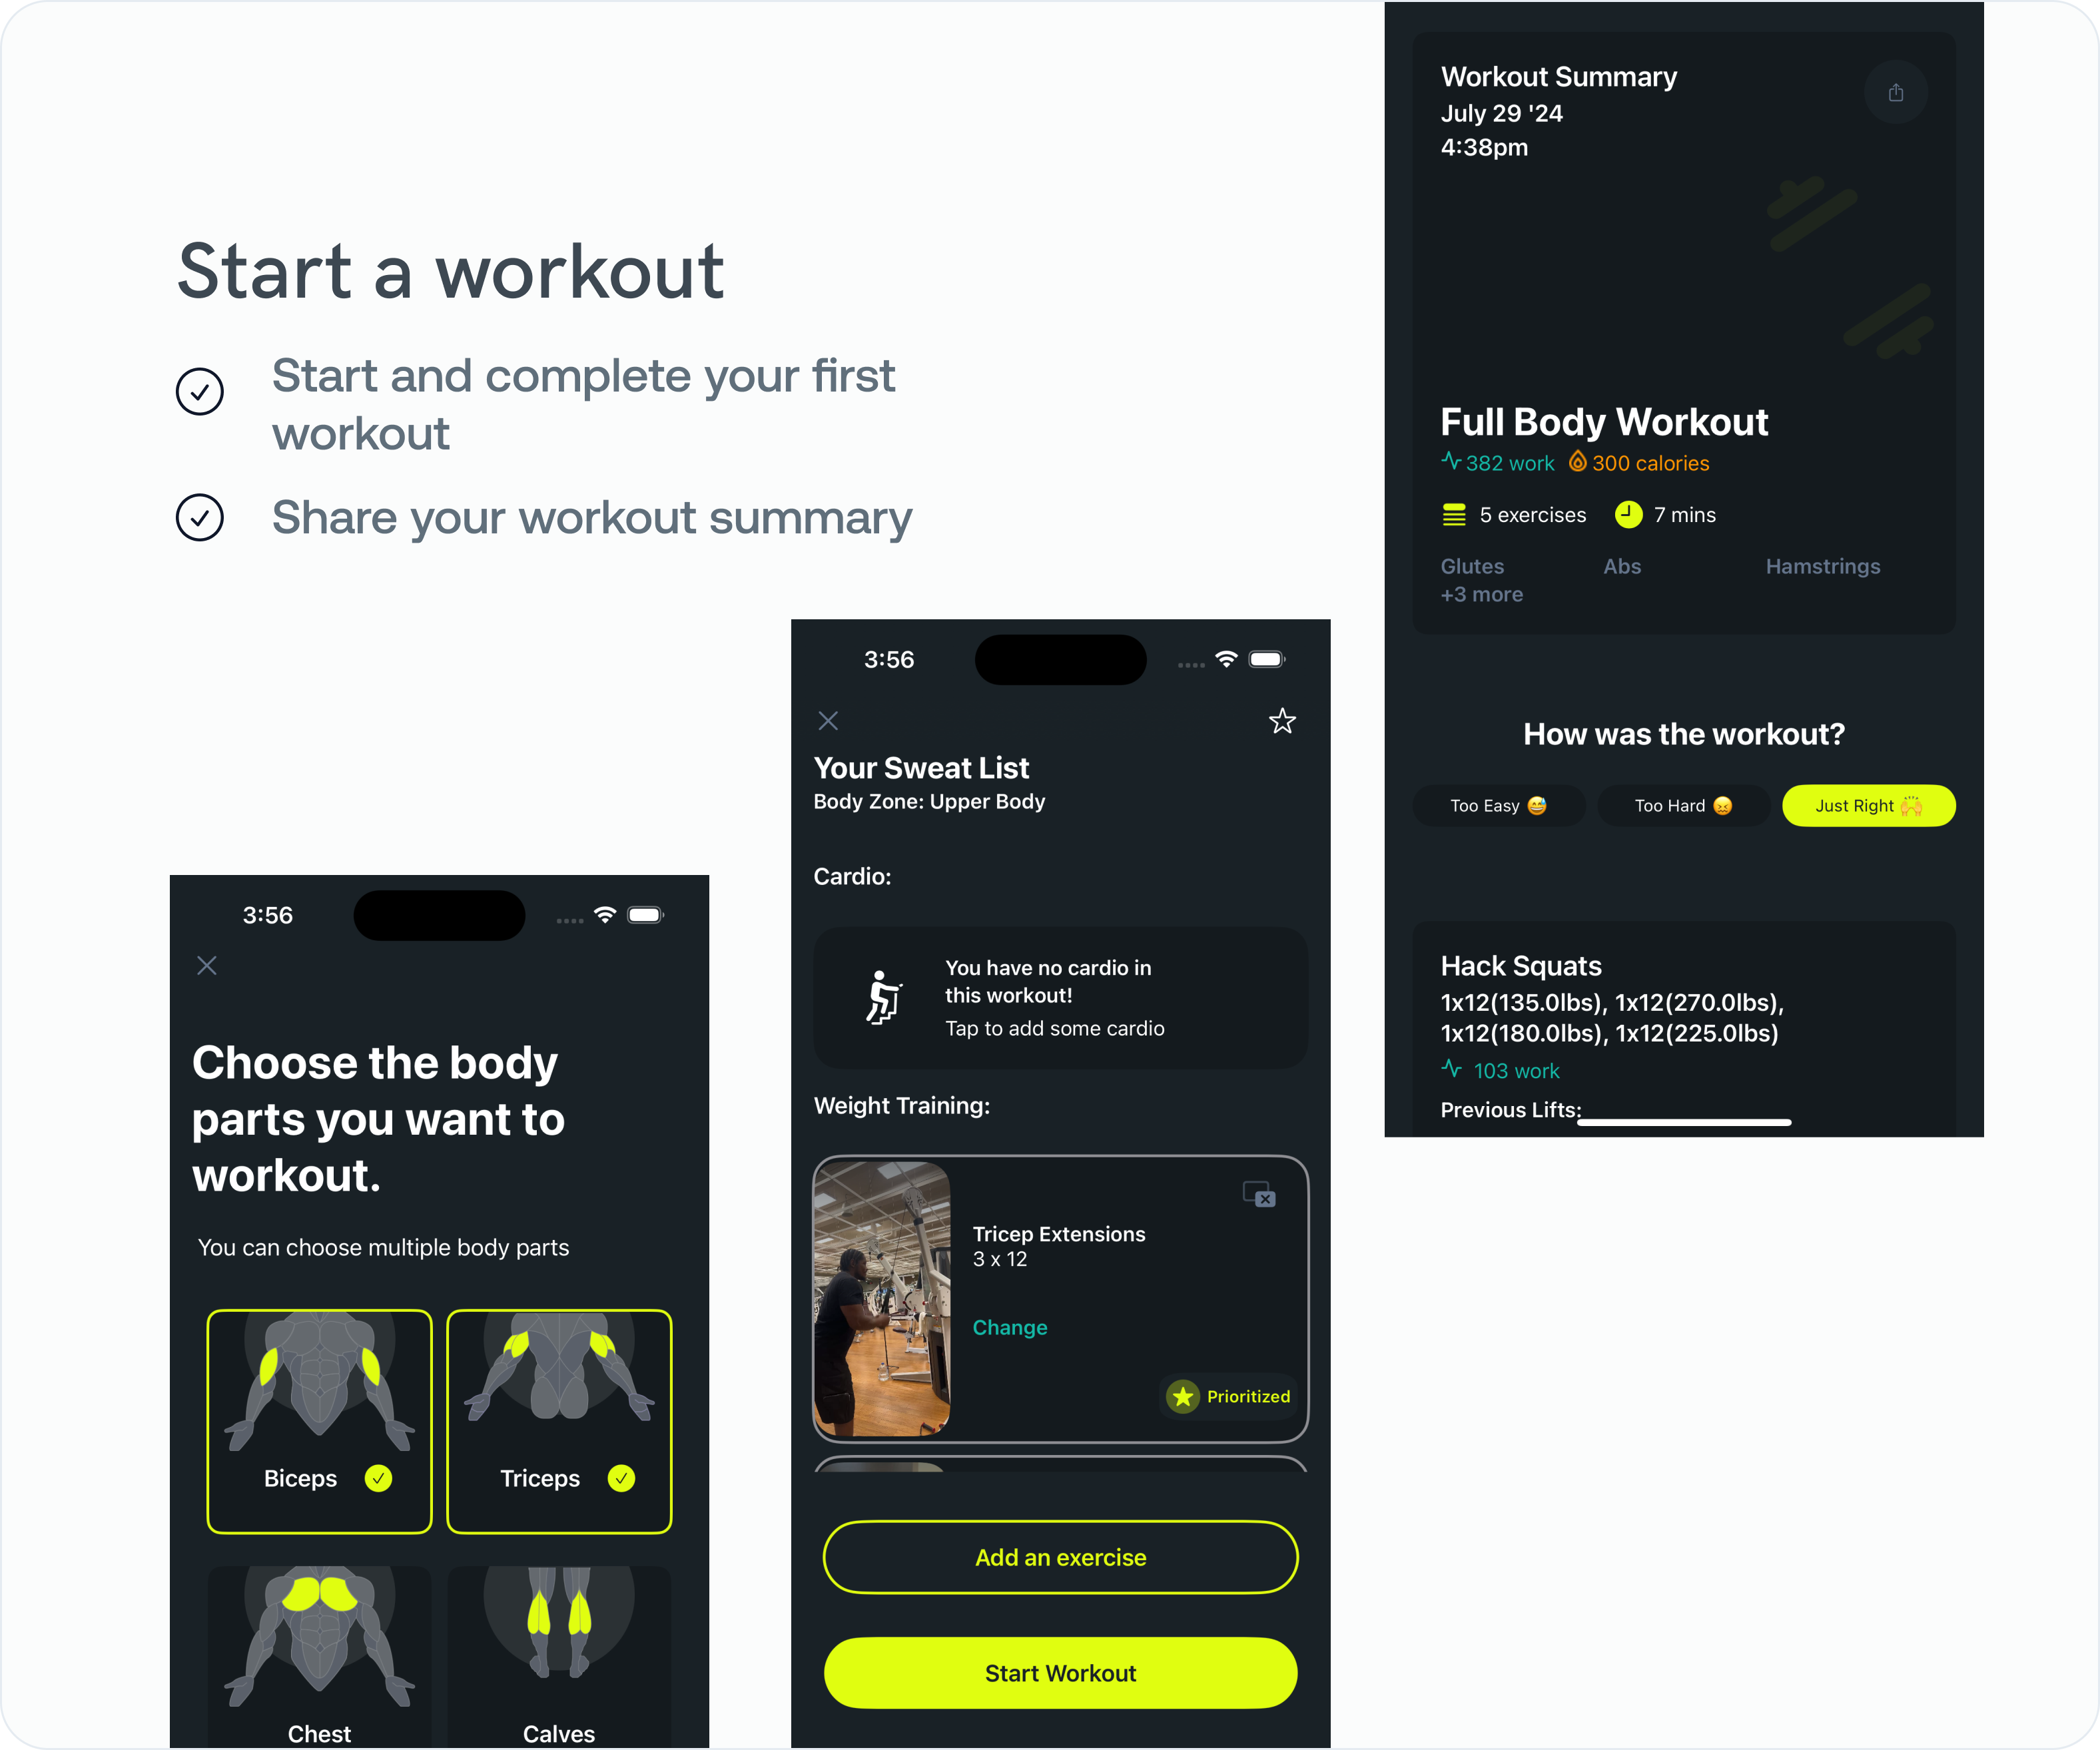 Start a workout
Start and complete your first
workout
Share your workout summary
3:56
Choose the body
parts you want to
workout.
You can choose multiple body parts
Biceps
Triceps
Chest
Calves
3:56
Your Sweat List
Body Zone: Upper Body
Cardio:
You have no cardio in
this workout!
Tap to add some cardio
Weight Training:
Tricep Extensions
3 x 12
Change
Prioritized
Add an exercise
Start Workout
Workout Summary
July 29 '24
4:38pm
Full Body Workout
382 work 300 calories
5 exercises 7 mins
Glutes Abs Hamstrings
+3 more
How was the workout?
Too Easy 😅 Too Hard 😖 Just Right 🙌
Hack Squats
1x12(135.0lbs), 1x12(270.0lbs),
1x12(180.0lbs), 1x12(225.0lbs)
103 work
Previous Lifts: